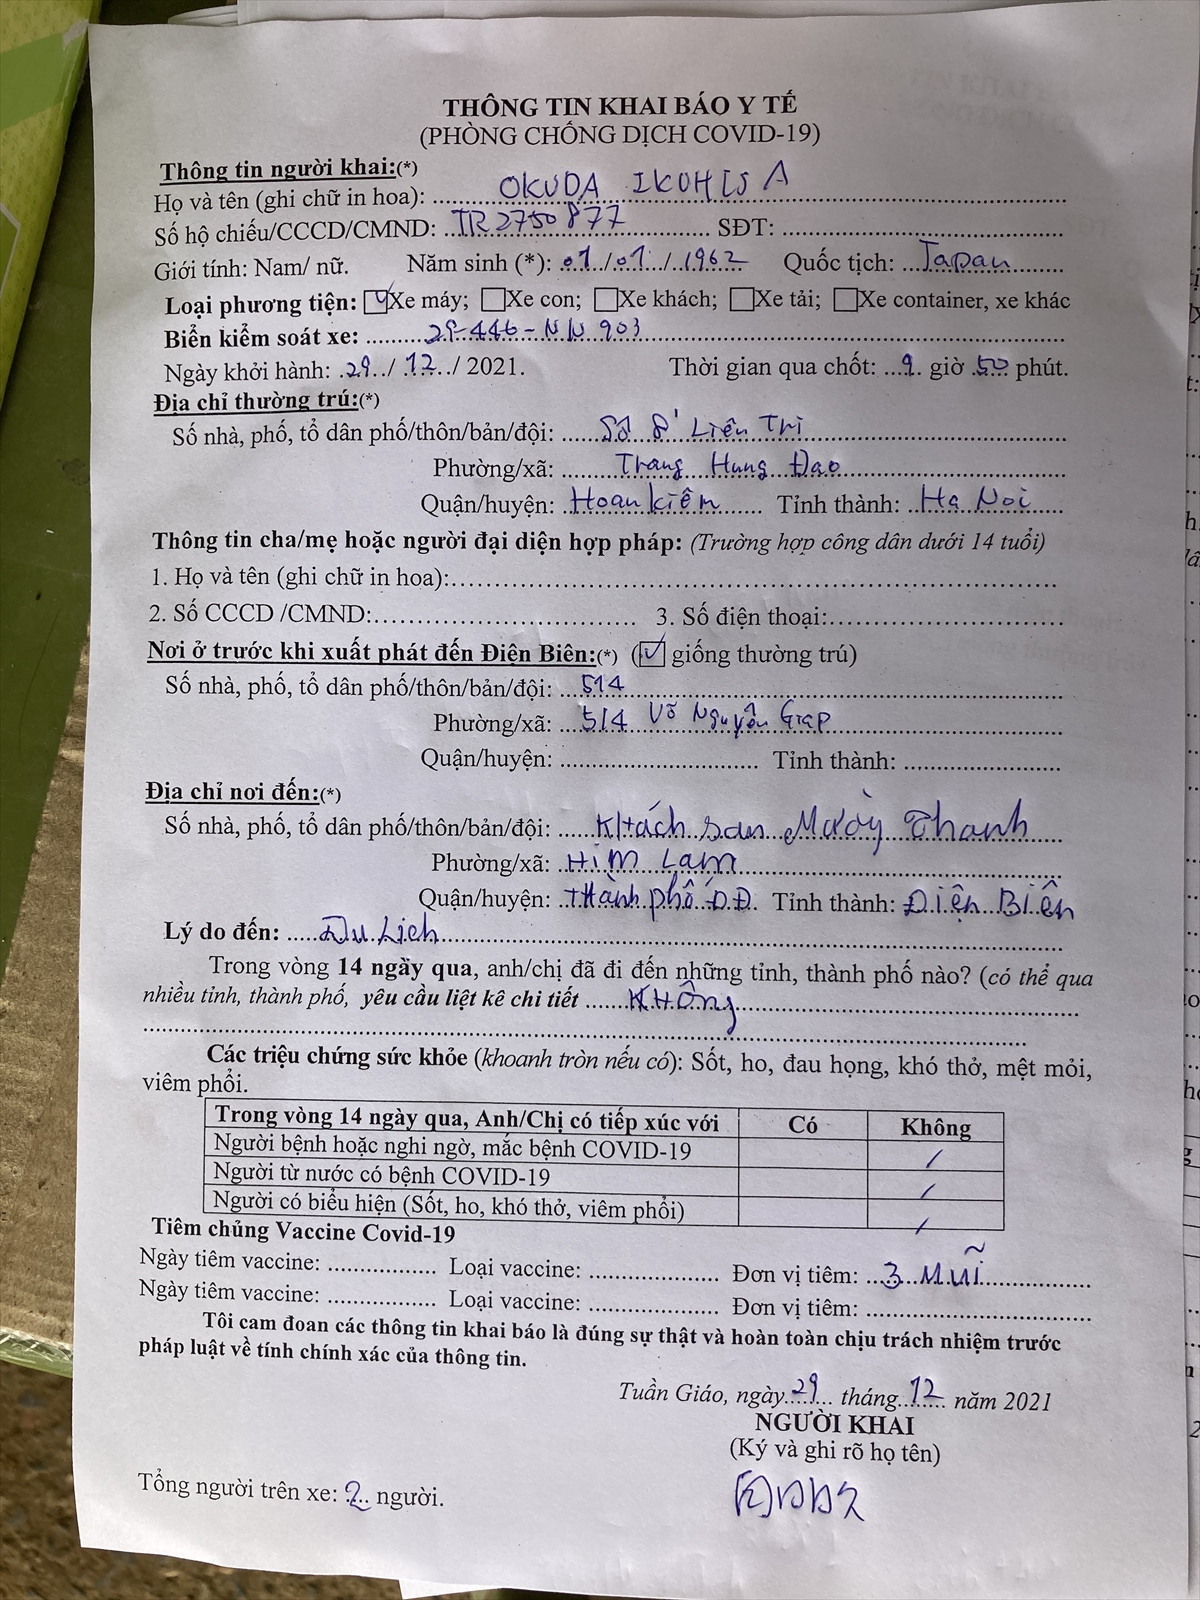 THÔNG TIN KHAI BÁO Y TẾ
(PHÒNG CHỐNG DỊCH COVID-19)
Thông tin người khai:(*)
Họ và tên (ghi chữ in hoa): OKUDA IKUHISA
Số hộ chiếu/CCCD/CMND: TR2750877 SĐT:
Giới tính: Nam/ nữ. Năm sinh (*): 01/01/1962 Quốc tịch: Japan
Loại phương tiện: Xe máy; Xe con; Xe khách; Xe tải; Xe container, xe khác
Biển kiểm soát xe: 29-446-NN 903
Ngày khởi hành: 29/ 12/ 2021. Thời gian qua chốt: 9 giờ 50 phút.
Địa chỉ thường trú:(*)
Số nhà, phố, tổ dân phố/thôn/bản/đội: Số 8 Liên Trì
Phường/xã: Trang Hung Đạo
Quận/huyện: Hoan kiêm Tỉnh thành: Ha Noi
Thông tin cha/mẹ hoặc người đại diện hợp pháp: (Trường hợp công dân dưới 14 tuổi)
1. Họ và tên (ghi chữ in hoa):
2. Số CCCD /CMND: 3. Số điện thoại:
Nơi ở trước khi xuất phát đến Điện Biên:(*) ( giống thường trú)
Số nhà, phố, tổ dân phố/thôn/bản/đội: 514
Phường/xã: 514 Võ Nguyên Giap
Quận/huyện: Tỉnh thành:
Địa chỉ nơi đến:(*)
Số nhà, phố, tổ dân phố/thôn/bản/đội: KHách san Mường Thanh
Phường/xã: HIM Lam
Quận/huyện: THành phố Đ.Đ. Tỉnh thành: Điện Biên
Lý do đến: Du Lich
Trong vòng 14 ngày qua, anh/chị đã đi đến những tỉnh, thành phố nào? (có thể qua
nhiều tỉnh, thành phố, yêu cầu liệt kê chi tiết KHông
Các triệu chứng sức khỏe (khoanh tròn nếu có): Sốt, ho, đau họng, khó thở, mệt mỏi,
viêm phổi.
Trong vòng 14 ngày qua, Anh/Chị có tiếp xúc với Có Không
Người bệnh hoặc nghi ngờ, mắc bệnh COVID-19 /
Người từ nước có bệnh COVID-19 /
Người có biểu hiện (Sốt, ho, khó thở, viêm phổi) /
Tiêm chủng Vaccine Covid-19
Ngày tiêm vaccine: Loại vaccine: Đơn vị tiêm: 3 Mũi
Ngày tiêm vaccine: Loại vaccine: Đơn vị tiêm:
Tôi cam đoan các thông tin khai báo là đúng sự thật và hoàn toàn chịu trách nhiệm trước
pháp luật về tính chính xác của thông tin.
Tuần Giáo, ngày 29 tháng 12 năm 2021
NGƯỜI KHAI
(Ký và ghi rõ họ tên)
Tổng người trên xe: 2 người.